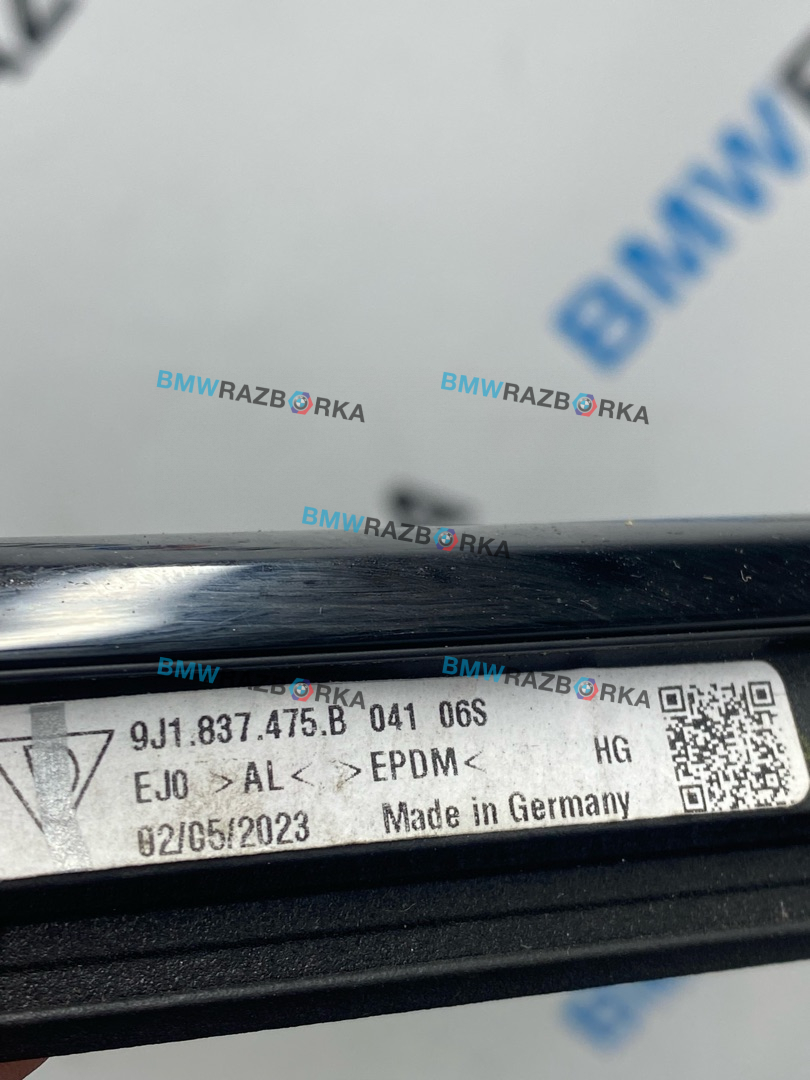 BMW
BMWRAZBORKA
BMWRAZBORKA
BMWRAZBORKA
BMWRAZBORKA
BMWRAZBORKA
9J1.837.475.B 041 06S
EJ0 >AL< >EPDM< HG
02/05/2023 Made in Germany